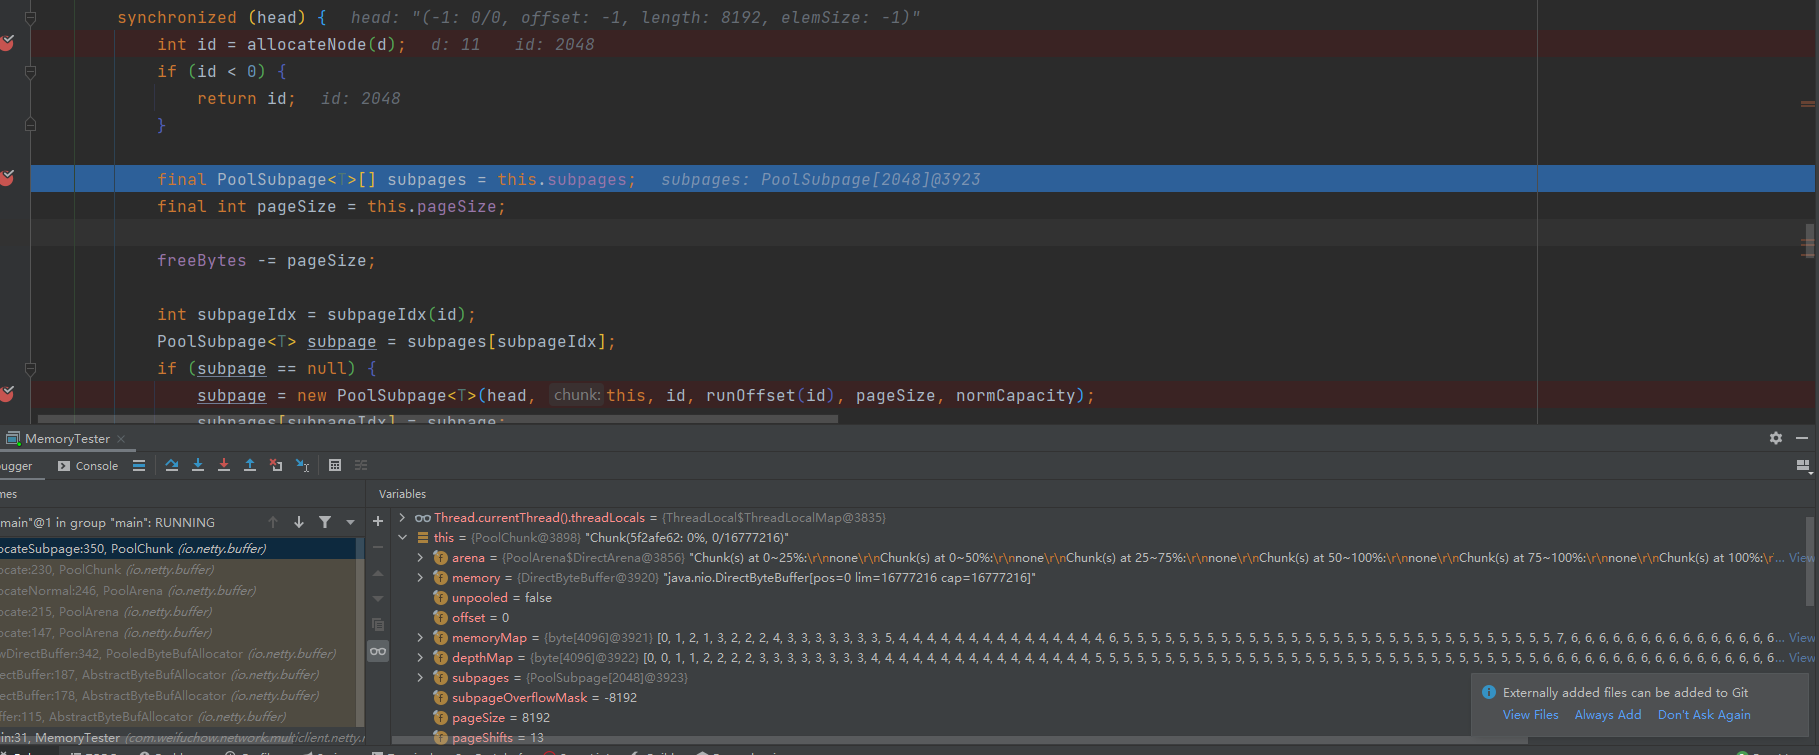 synchronized (head) {   head: "(-1: 0/0, offset: -1, length: 8192, elemSize: -1)"
int id = allocateNode(d);   d: 11    id: 2048
if (id < 0) {
return id;   id: 2048
}
final PoolSubpage<T>[] subpages = this.subpages;   subpages: PoolSubpage[2048]@3923
final int pageSize = this.pageSize;
freeBytes -= pageSize;
int subpageIdx = subpageIdx(id);
PoolSubpage<T> subpage = subpages[subpageIdx];
if (subpage == null) {
subpage = new PoolSubpage<T>(head, chunk: this, id, runOffset(id), pageSize, normCapacity);
subpages[subpageIdx] = subpage;
MemoryTester
ugger
Console
mes
Variables
main"@1 in group "main": RUNNING
ocateSubpage:350, PoolChunk (io.netty.buffer)
ocate:230, PoolChunk (io.netty.buffer)
ocateNormal:246, PoolArena (io.netty.buffer)
ocate:215, PoolArena (io.netty.buffer)
ocate:147, PoolArena (io.netty.buffer)
wDirectBuffer:342, PooledByteBufAllocator (io.netty.buffer)
ectBuffer:187, AbstractByteBufAllocator (io.netty.buffer)
ectBuffer:178, AbstractByteBufAllocator (io.netty.buffer)
ffer:115, AbstractByteBufAllocator (io.netty.buffer)
ain:31, MemoryTester (com.weifuchow.network.multiclient.netty.r
Thread.currentThread().threadLocals = {ThreadLocal$ThreadLocalMap@3835}
this = {PoolChunk@3898} "Chunk(5f2afe62: 0%, 0/16777216)"
arena = {PoolArena$DirectArena@3856} "Chunk(s) at 0~25%:\r\nnone\r\nChunk(s) at 0~50%:\r\nnone\r\nChunk(s) at 25~75%:\r\nnone\r\nChunk(s) at 50~100%:\r\nnone\r\nChunk(s) at 75~100%:\r\nnone\r\nChunk(s) at 100%:\r\... View
memory = {DirectByteBuffer@3920} "java.nio.DirectByteBuffer[pos=0 lim=16777216 cap=16777216]"
unpooled = false
offset = 0
memoryMap = {byte[4096]@3921} [0, 1, 2, 1, 3, 2, 2, 2, 4, 3, 3, 3, 3, 3, 3, 3, 5, 4, 4, 4, 4, 4, 4, 4, 4, 4, 4, 4, 4, 4, 4, 4, 6, 5, 5, 5, 5, 5, 5, 5, 5, 5, 5, 5, 5, 5, 5, 5, 5, 5, 5, 5, 5, 5, 5, 5, 5, 5, 5, 5, 5, 5, 5, 5, 7, 6, 6, 6, 6, 6, 6, 6, 6, 6, 6, 6, 6, 6, 6, 6... View
depthMap = {byte[4096]@3922} [0, 0, 1, 1, 2, 2, 2, 2, 3, 3, 3, 3, 3, 3, 3, 3, 4, 4, 4, 4, 4, 4, 4, 4, 4, 4, 4, 4, 4, 4, 4, 4, 5, 5, 5, 5, 5, 5, 5, 5, 5, 5, 5, 5, 5, 5, 5, 5, 5, 5, 5, 5, 5, 5, 5, 5, 5, 5, 5, 5, 5, 5, 5, 5, 6, 6, 6, 6, 6, 6, 6, 6, 6, 6, 6, 6, 6, 6, 6, 6, 6... View
subpages = {PoolSubpage[2048]@3923}
subpageOverflowMask = -8192
pageSize = 8192
pageShifts = 13
Externally added files can be added to Git
View Files   Always Add   Don't Ask Again